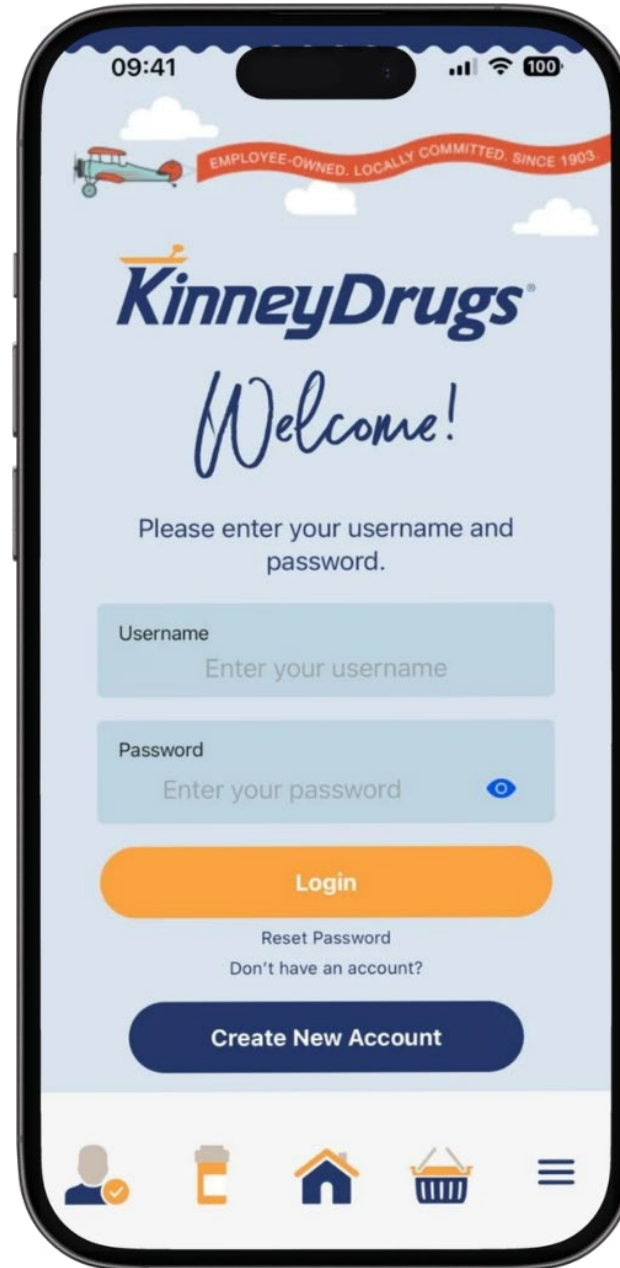 09:41
100
EMPLOYEE-OWNED. LOCALLY COMMITTED. SINCE 1903.
KinneyDrugs®
Welcome!
Please enter your username and
password.
Username
Enter your username
Password
Enter your password
Login
Reset Password
Don't have an account?
Create New Account